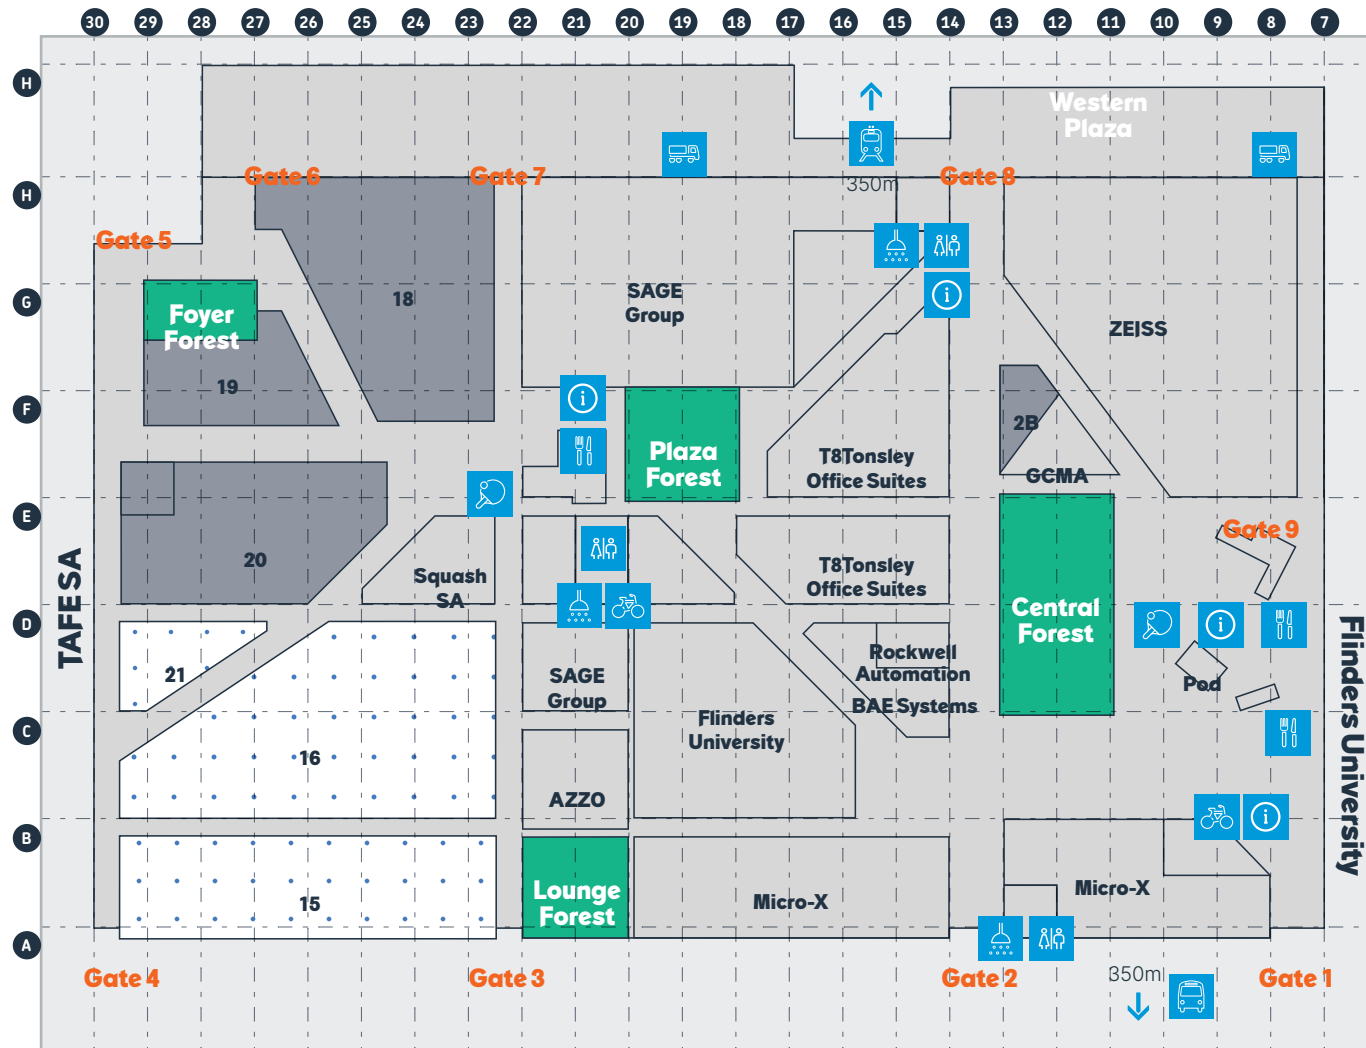 30 29 28 27 26 25 24 23 22 21 20 19 18 17 16 15 14 13 12 11 10 9 8 7
H
Western
Plaza
350m
Gate 6
Gate 7
Gate 8
H
Gate 5
G
SAGE
Group
18
Foyer
Forest
ZEISS
19
F
2B
Plaza
Forest
T8Tonsley
Office Suites
GCMA
E
Gate 9
20
Squash
SA
T8Tonsley
Office Suites
TAFE SA
Central
Forest
D
Flinders University
21
SAGE
Group
Rockwell
Automation
BAE Systems
Pod
C
Flinders
University
16
AZZO
B
15
Lounge
Forest
Micro-X
Micro-X
A
Gate 4
Gate 3
Gate 2
350m
Gate 1